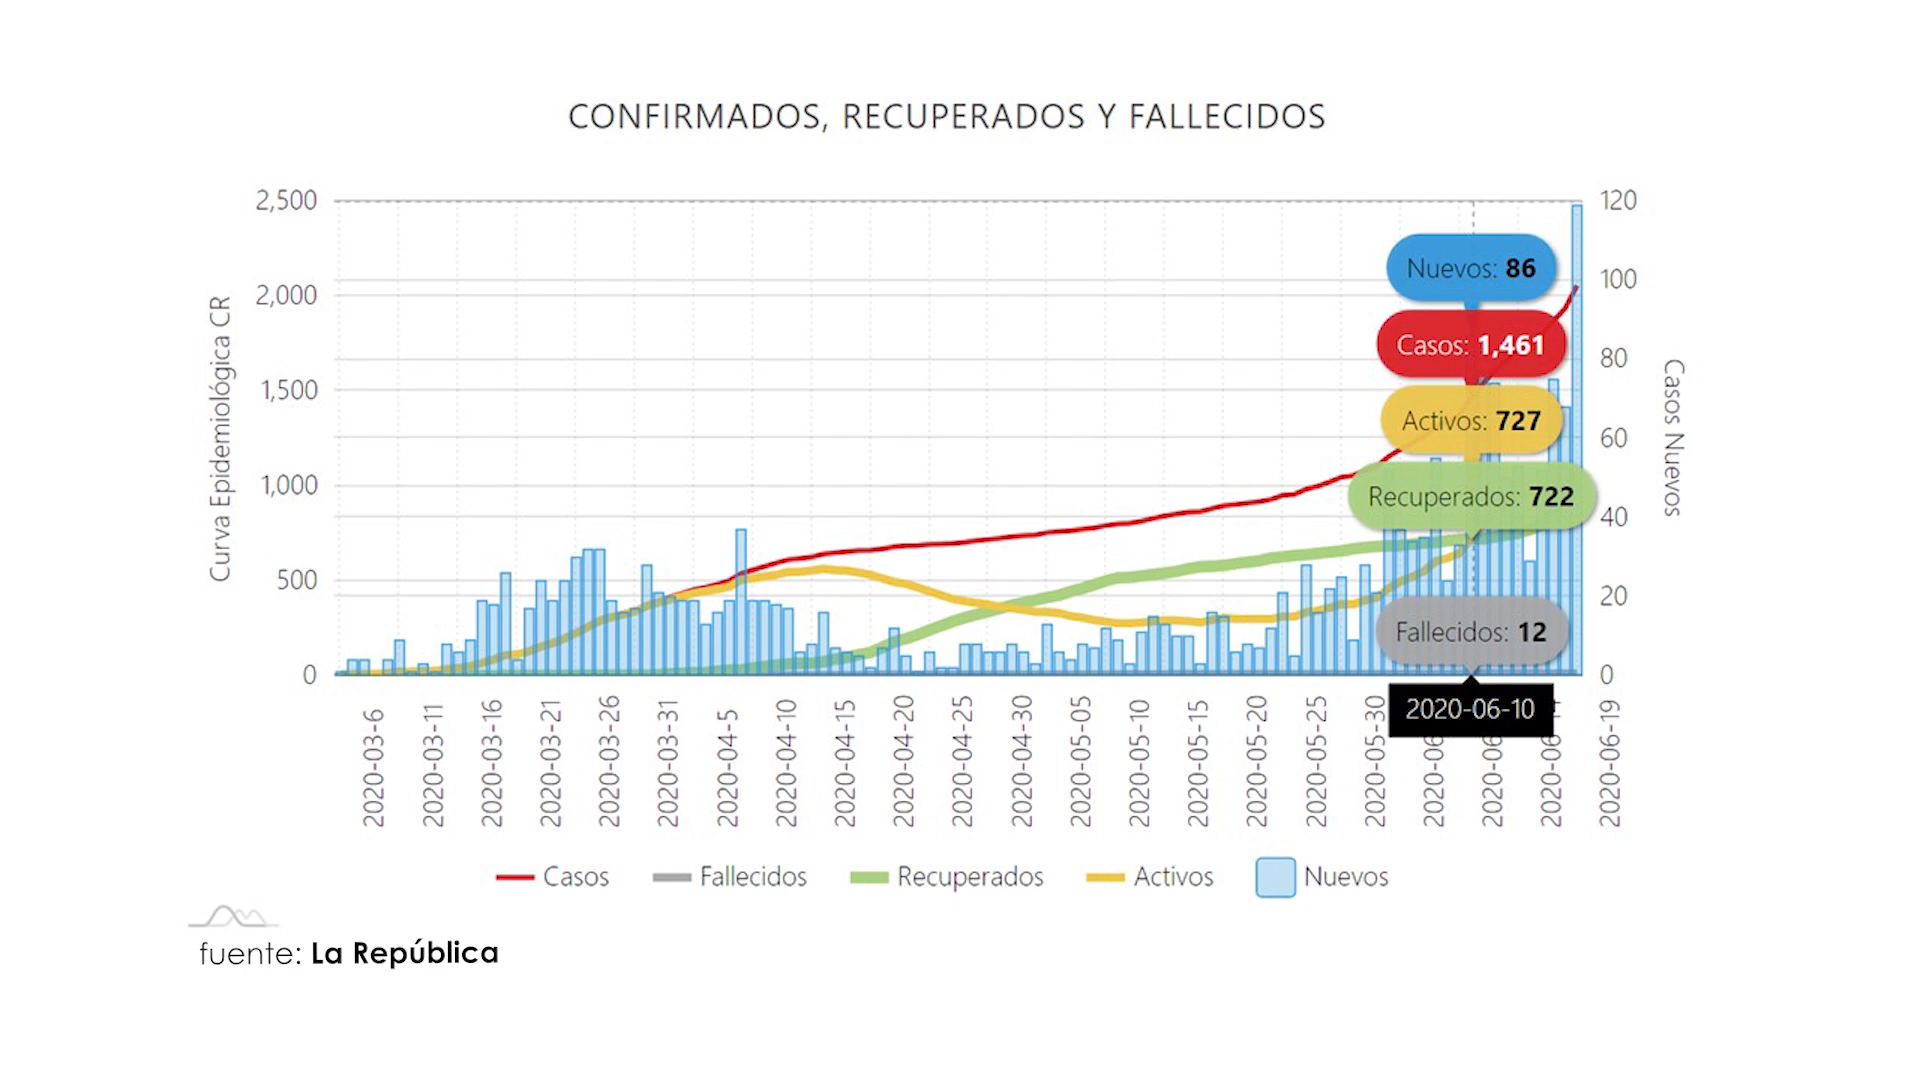 CONFIRMADOS, RECUPERADOS Y FALLECIDOS
Curva Epidemiológica CR
2,500
2,000
1,500
1,000
500
0
120
100
80
60
40
20
0
Casos Nuevos
Nuevos: 86
Casos: 1,461
Activos: 727
Recuperados: 722
Fallecidos: 12
2020-06-10
2020-03-6
2020-03-11
2020-03-16
2020-03-21
2020-03-26
2020-03-31
2020-04-5
2020-04-10
2020-04-15
2020-04-20
2020-04-25
2020-04-30
2020-05-05
2020-05-10
2020-05-15
2020-05-20
2020-05-25
2020-05-30
2020-06-19
Casos
Fallecidos
Recuperados
Activos
Nuevos
fuente: La República